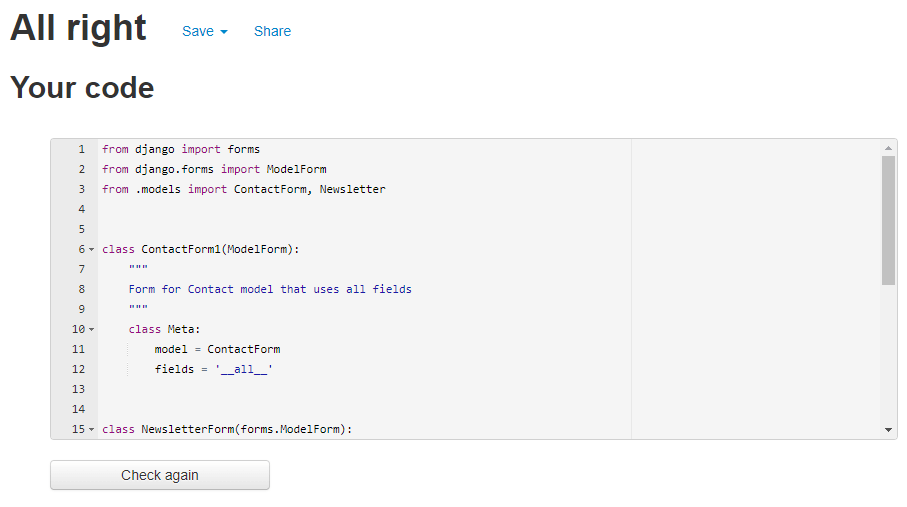 All right Save Share
Your code
1 from django import forms
2 from django.forms import ModelForm
3 from .models import ContactForm, Newsletter
4
5
6 class ContactForm1(ModelForm):
7 """
8 Form for Contact model that uses all fields
9 """
10 class Meta:
11 model = ContactForm
12 fields = '__all__'
13
14
15 class NewsletterForm(forms.ModelForm):
Check again